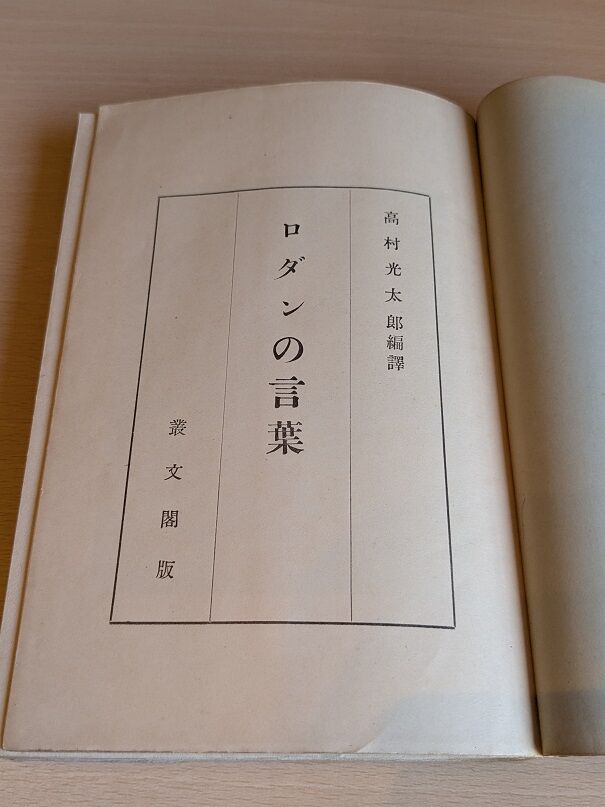 高村光太郎編譯
ロダンの言葉
叢文閣版